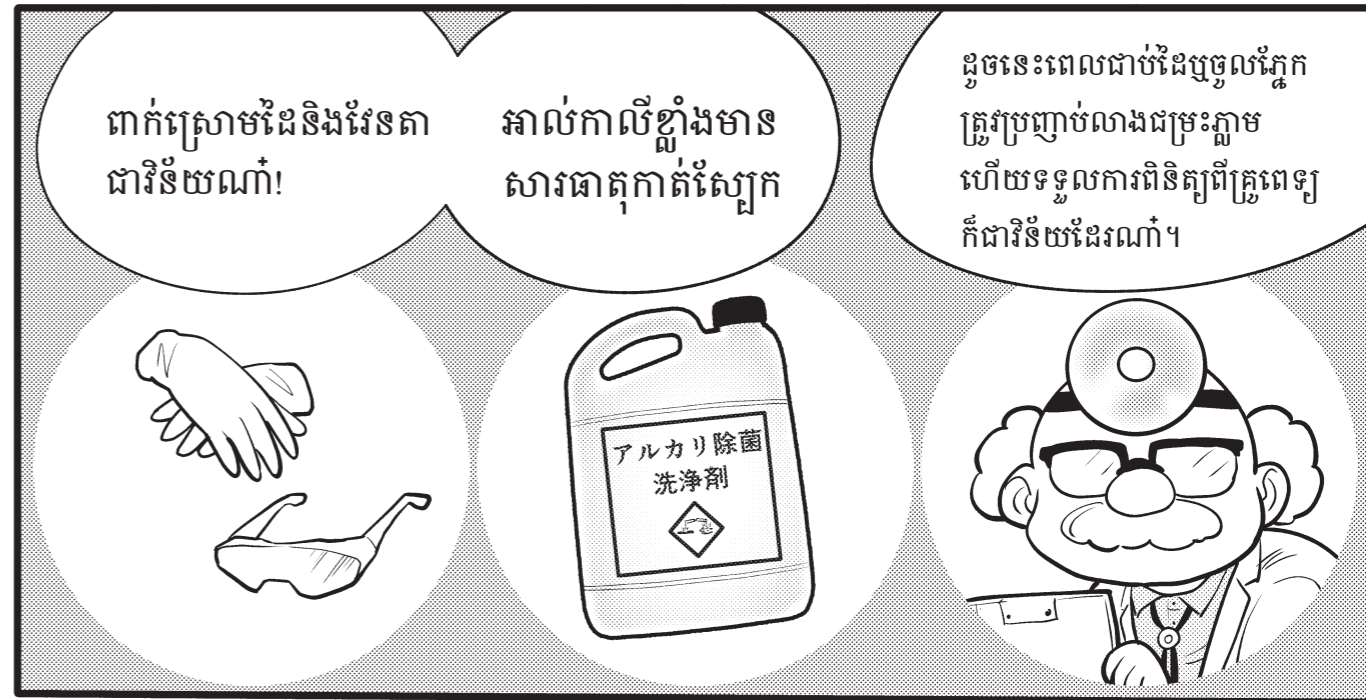 ពាក់ស្រោមដៃនិងវែនតា
ជាវិន័យណា៎!
អាល់កាលីខ្លាំងមាន
សារធាតុកាត់ស្បែក
ដូចនេះពេលជាប់ដៃឬចូលភ្នែក
ត្រូវប្រញាប់លាងជម្រះភ្លាម
ហើយទទួលការពិនិត្យពីគ្រូពេទ្យ
ក៏ជាវិន័យដែរណា៎។
アルカリ除菌
洗浄剤